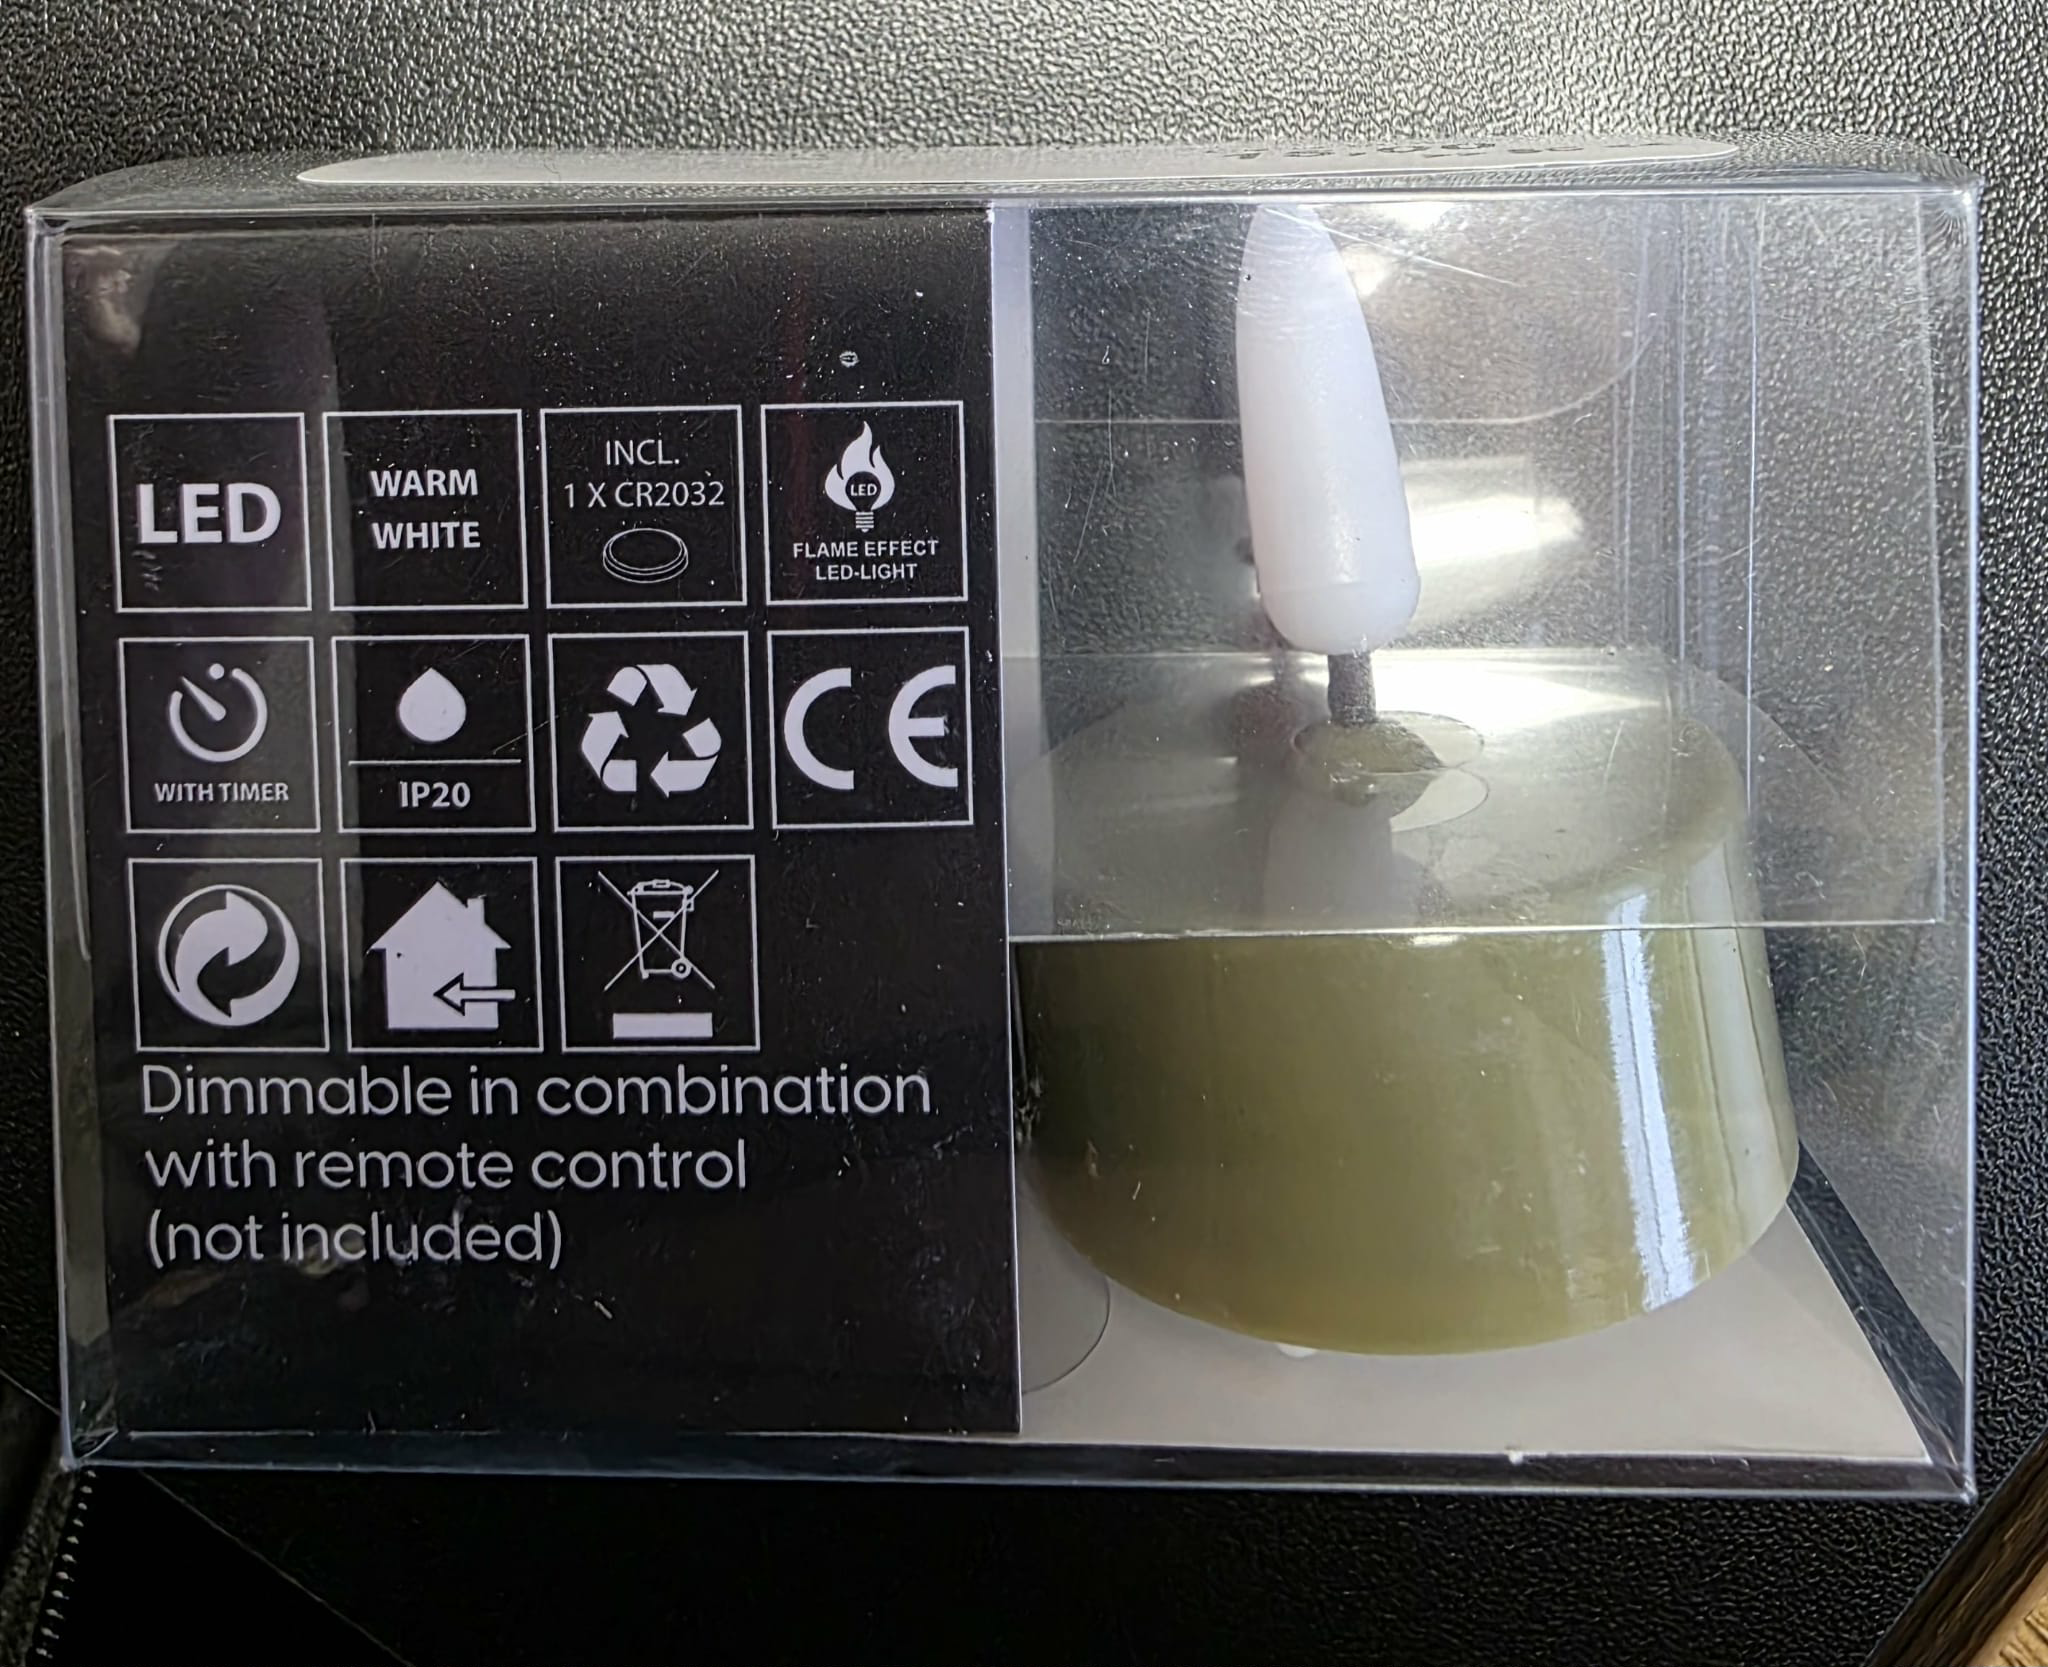 LED
WARM
WHITE
INCL.
1 X CR2032
LED
FLAME EFFECT
LED-LIGHT
WITH TIMER
IP20
CE
Dimmable in combination
with remote control
(not included)